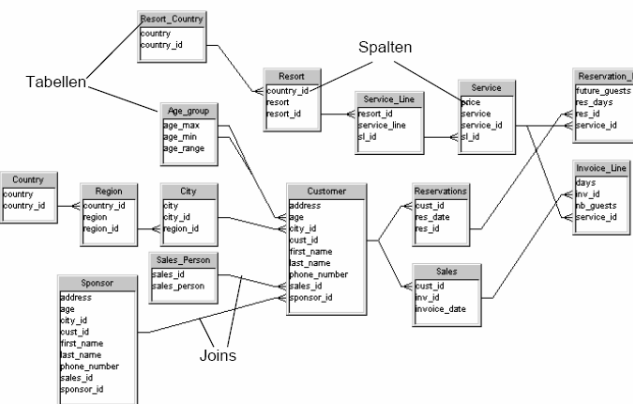 Resort_Country
country
country_id
Tabellen
Spalten
Resort
country_id
resort
resort_id
Service_Line
resort_id
service_line
sl_id
Service
price
service
service_id
sl_id
future_guests
res_days
res_id
service_id
Age_group
age_max
age_min
age_range
Country
country
country_id
Region
country_id
region
region_id
City
city
city_id
region_id
Customer
address
age
city_id
cust_id
first_name
last_name
phone_number
sales_id
sponsor_id
Reservations
cust_id
res_date
res_id
Invoice_Line
days
inv_id
nb_guests
service_id
Sales_Person
sales_id
sales_person
Sales
cust_id
inv_id
invoice_date
Sponsor
address
age
city_id
cust_id
first_name
last_name
phone_number
sales_id
sponsor_id
Joins